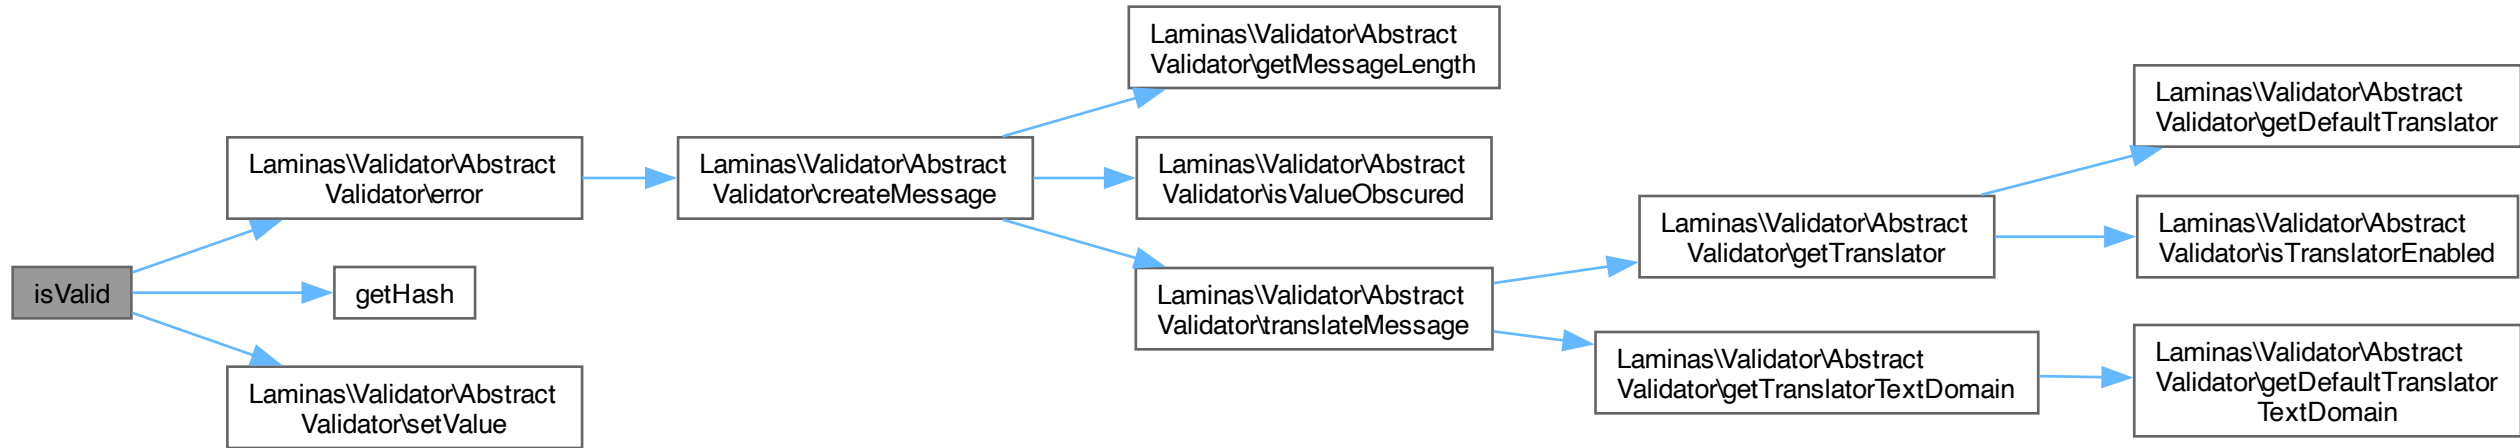 isValid
Laminas\Validator\Abstract
Validator\error
getHash
Laminas\Validator\Abstract
Validator\setValue
Laminas\Validator\Abstract
Validator\createMessage
Laminas\Validator\Abstract
Validator\getMessageLength
Laminas\Validator\Abstract
Validator\isValueObscured
Laminas\Validator\Abstract
Validator\translateMessage
Laminas\Validator\Abstract
Validator\getTranslator
Laminas\Validator\Abstract
Validator\getTranslatorTextDomain
Laminas\Validator\Abstract
Validator\getDefaultTranslator
Laminas\Validator\Abstract
Validator\isTranslatorEnabled
Laminas\Validator\Abstract
Validator\getDefaultTranslator
TextDomain